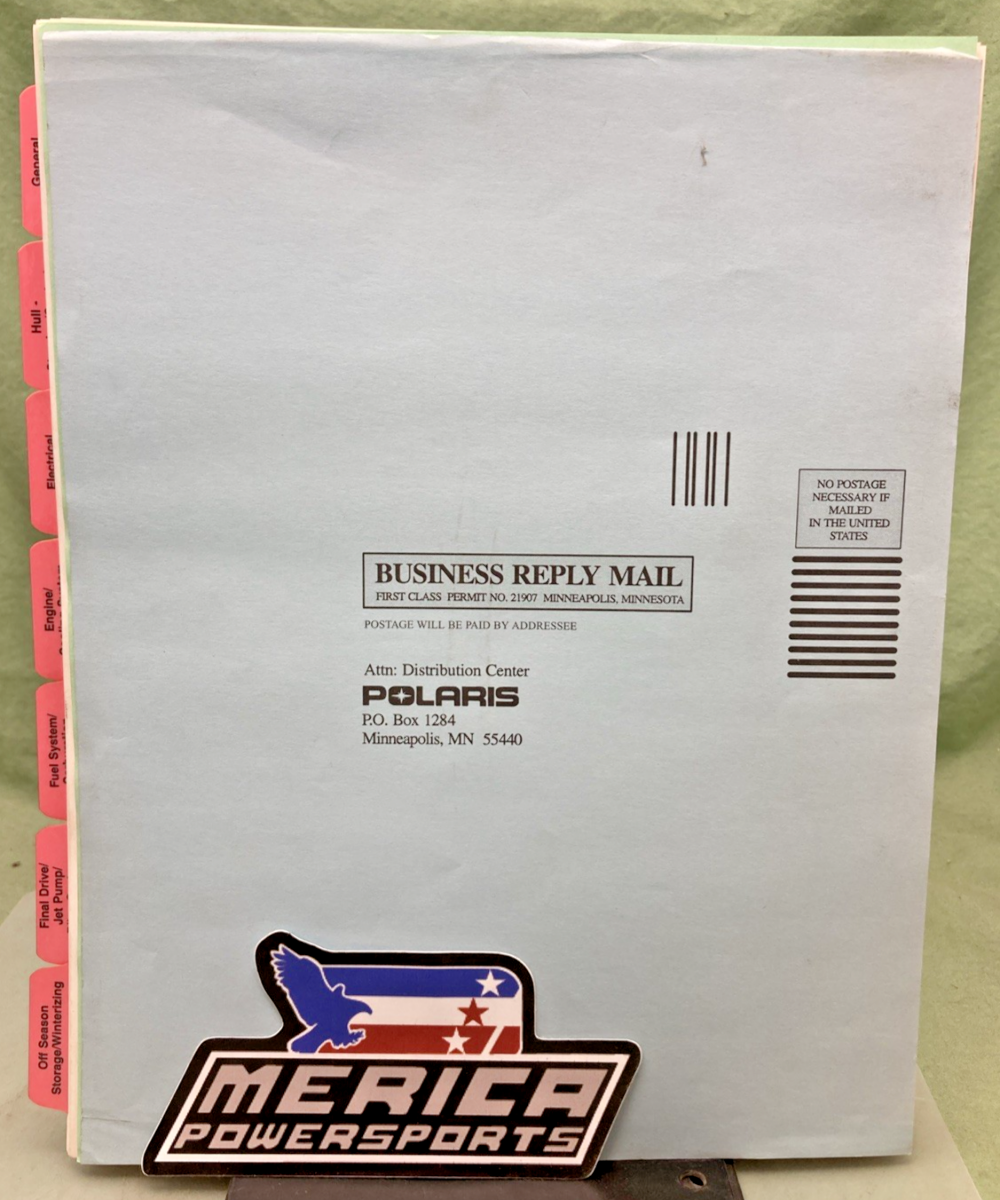 General
Hull -
Electrical
Engine/
Fuel System/
Final Drive/
Jet Pump/
Off Season
Storage/Winterizing
NO POSTAGE
NECESSARY IF
MAILED
IN THE UNITED
STATES
BUSINESS REPLY MAIL
FIRST CLASS PERMIT NO. 21907 MINNEAPOLIS, MINNESOTA
POSTAGE WILL BE PAID BY ADDRESSEE
Attn: Distribution Center
POLARIS
P.O. Box 1284
Minneapolis, MN 55440
MERICA
POWERSPORTS